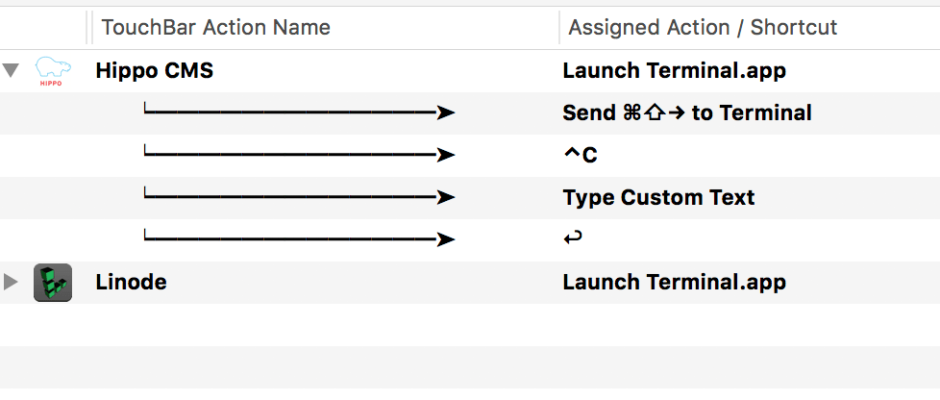 TouchBar Action Name Assigned Action / Shortcut
HIPPO Hippo CMS Launch Terminal.app
Send ⌘⇧→ to Terminal
^C
Type Custom Text
↩
Linode Launch Terminal.app